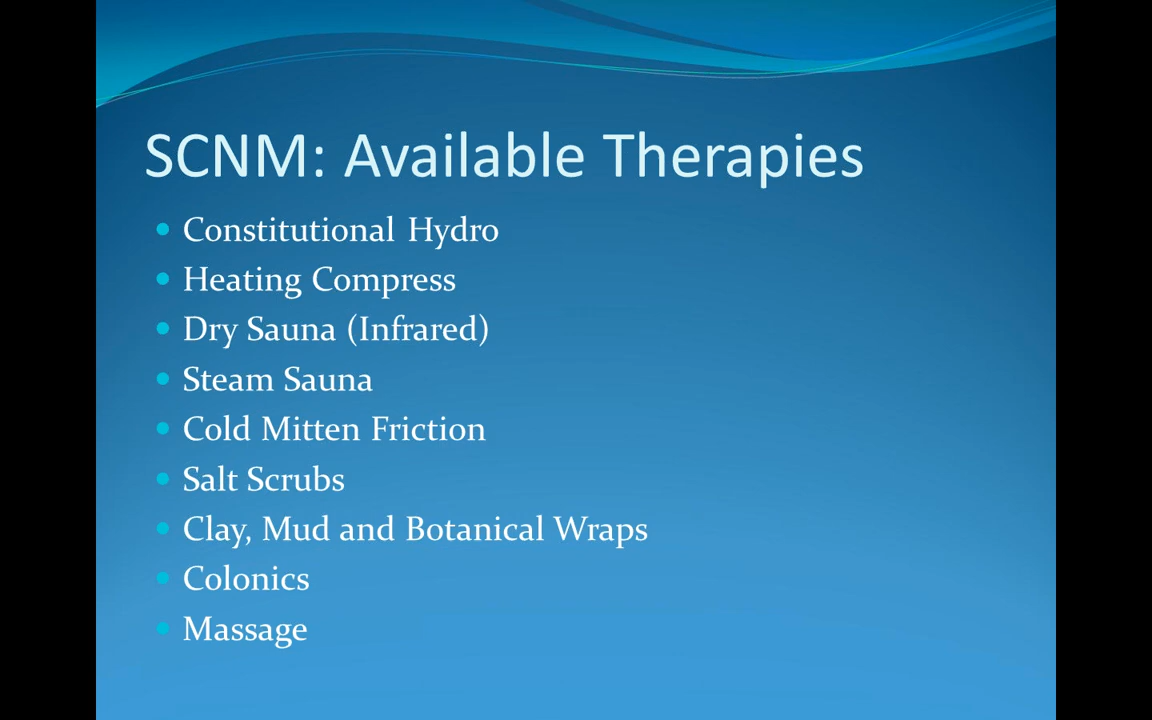 SCNM: Available Therapies
Constitutional Hydro
Heating Compress
Dry Sauna (Infrared)
Steam Sauna
Cold Mitten Friction
Salt Scrubs
Clay, Mud and Botanical Wraps
Colonics
Massage